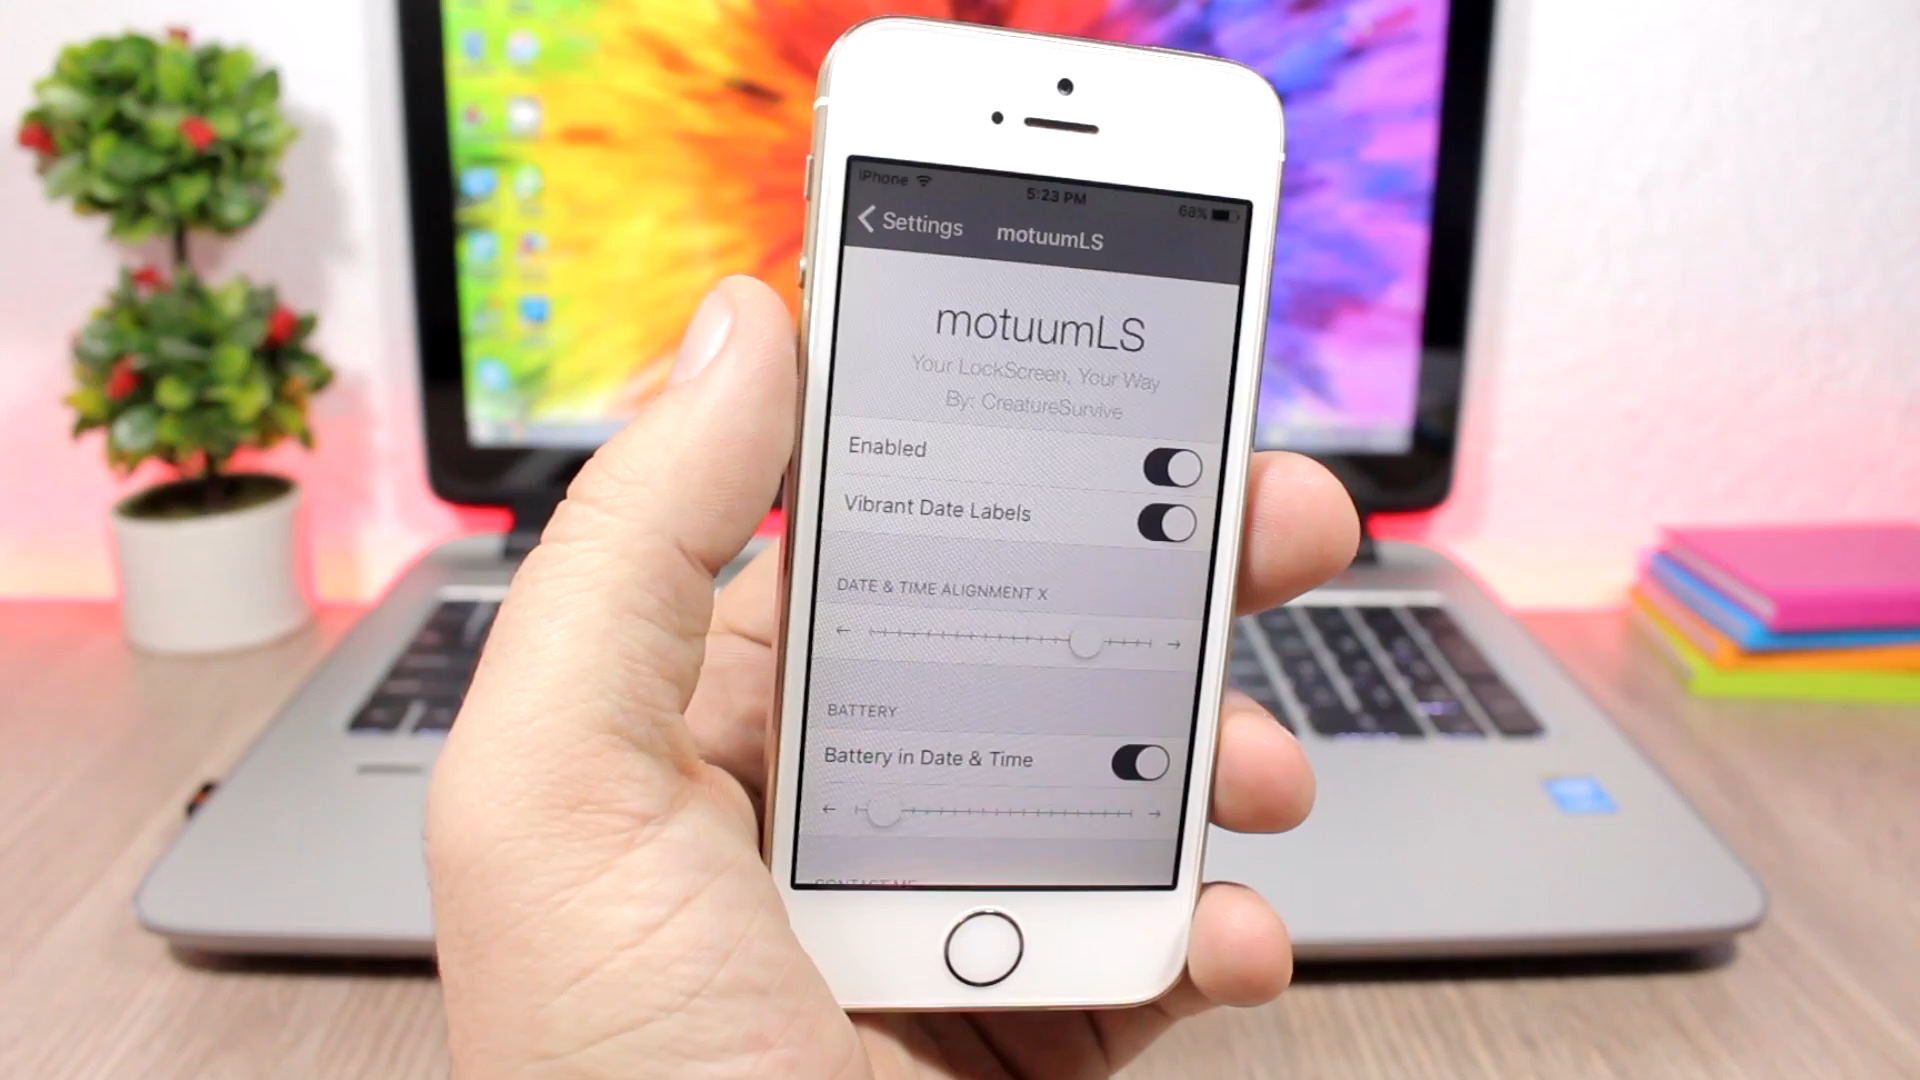 iPhone
5:23 PM
68%
Settings
motuumLS
motuumLS
Your LockScreen, Your Way
By: CreatureSurvive
Enabled
Vibrant Date Labels
DATE & TIME ALIGNMENT X
← →
BATTERY
Battery in Date & Time
← →
CONTACT ME